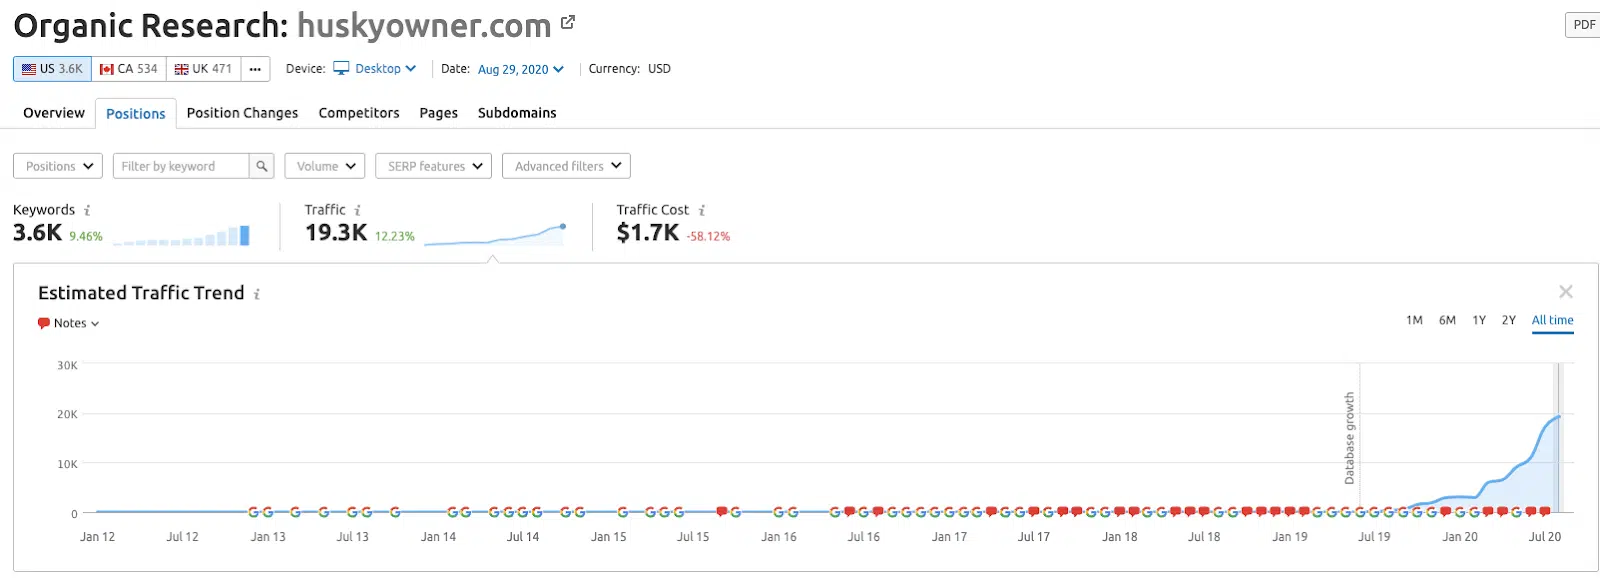 Organic Research: huskyowner.com
PDF
US 3.6K CA 534 UK 471 ... Device: Desktop Date: Aug 29, 2020 Currency: USD
Overview Positions Position Changes Competitors Pages Subdomains
Positions Filter by keyword Volume SERP features Advanced filters
Keywords i Traffic i Traffic Cost i
3.6K 9.46% 19.3K 12.23% $1.7K -58.12%
Estimated Traffic Trend i
Notes 1M 6M 1Y 2Y All time
30K
20K
10K
0
Database growth
Jan 12 Jul 12 Jan 13 Jul 13 Jan 14 Jul 14 Jan 15 Jul 15 Jan 16 Jul 16 Jan 17 Jul 17 Jan 18 Jul 18 Jan 19 Jul 19 Jan 20 Jul 20